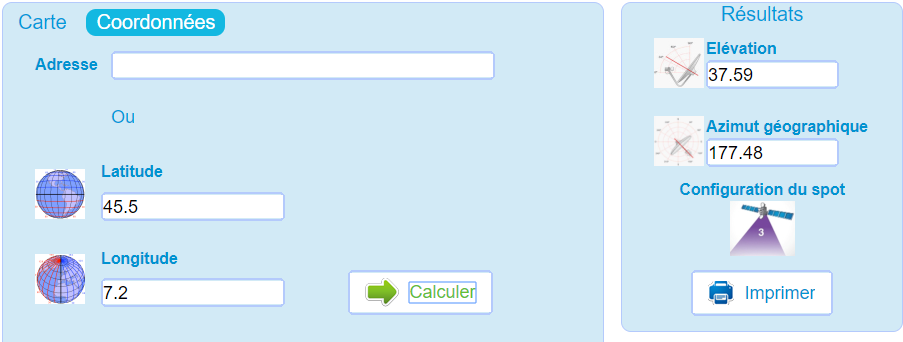 Carte Coordonnées
Adresse
Ou
Latitude
45.5
Longitude
7.2
Calculer
Résultats
Elévation
37.59
Azimut géographique
177.48
Configuration du spot
3
Imprimer